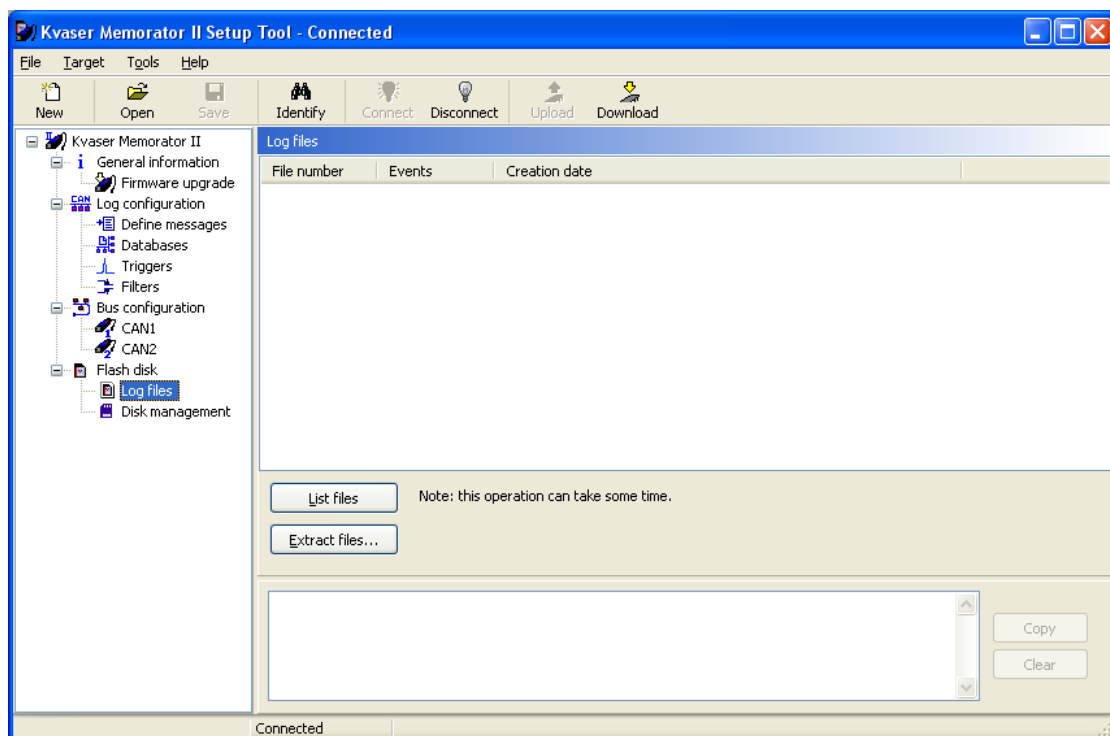 Kvaser Memorator II Setup Tool - Connected
File Target Tools Help
New Open Save Identify Connect Disconnect Upload Download
Kvaser Memorator II
General information
Firmware upgrade
Log configuration
Define messages
Databases
Triggers
Filters
Bus configuration
CAN1
CAN2
Flash disk
Log files
Disk management
Log files
File number Events Creation date
List files Note: this operation can take some time.
Extract files...
Copy
Clear
Connected